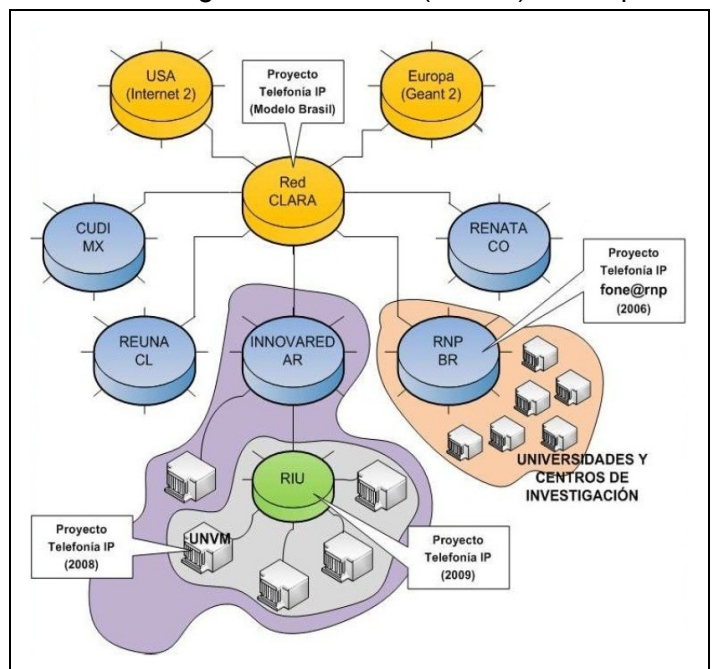 USA
(Internet 2)
Proyecto
Telefonía IP
(Modelo Brasil)
Europa
(Geant 2)
Red
CLARA
CUDI
MX
RENATA
CO
Proyecto
Telefonía IP
fone@rnp
(2006)
REUNA
CL
INNOVARED
AR
RNP
BR
UNIVERSIDADES Y
CENTROS DE
INVESTIGACIÓN
RIU
UNVM
Proyecto
Telefonía IP
(2008)
Proyecto
Telefonía IP
(2009)